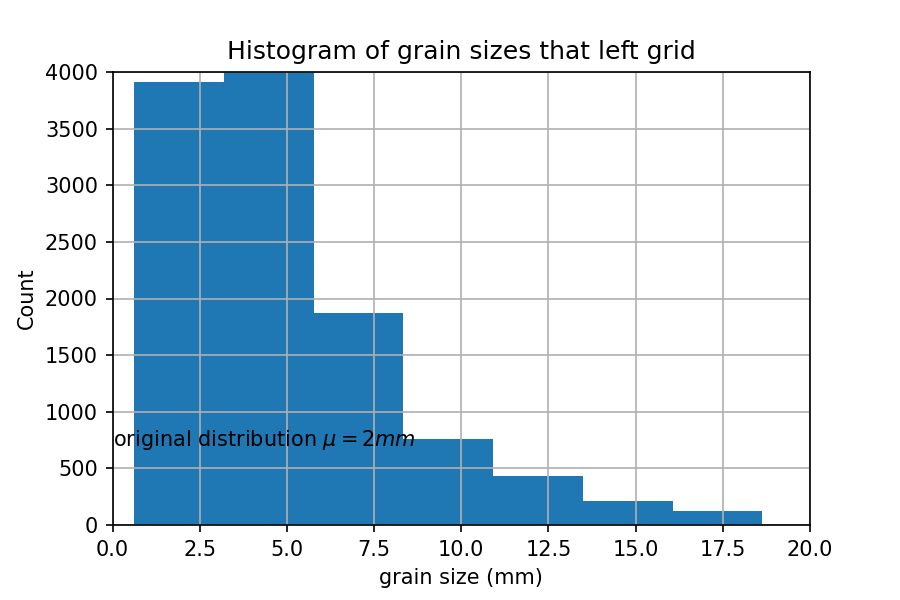 Histogram of grain sizes that left grid
4000
3500
3000
2500
2000
1500
1000
500
0
Count
original distribution μ = 2mm
0.0 2.5 5.0 7.5 10.0 12.5 15.0 17.5 20.0
grain size (mm)